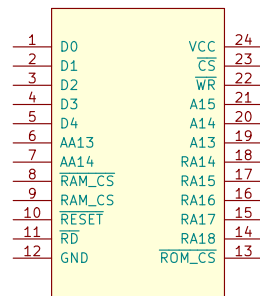 1 D0 VCC 24
2 D1 CS 23
3 D2 WR 22
4 D3 A15 21
5 D4 A14 20
6 AA13 A13 19
7 AA14 RA14 18
8 RAM_CS RA15 17
9 RAM_CS RA16 16
10 RESET RA17 15
11 RD RA18 14
12 GND ROM_CS 13